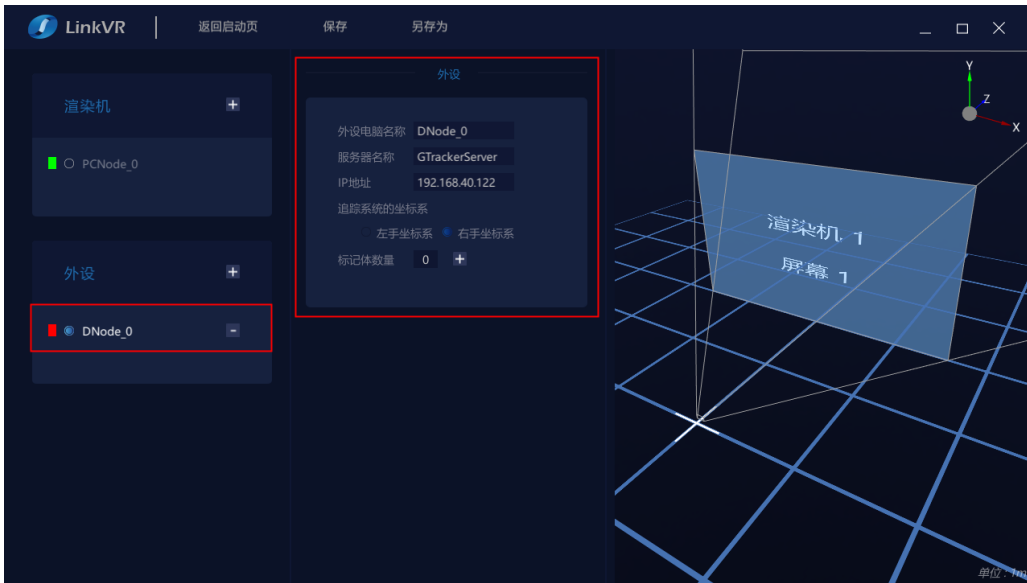 LinkVR 返回启动页 保存 另存为
渲染机 +
PCNode_0
外设 +
DNode_0 -
外设
外设电脑名称 DNode_0
服务器名称 GTrackerServer
IP地址 192.168.40.122
追踪系统的坐标系
左手坐标系 右手坐标系
标记体数量 0 +
Y
Z
X
渲染机 1
屏幕 1
单位：1m